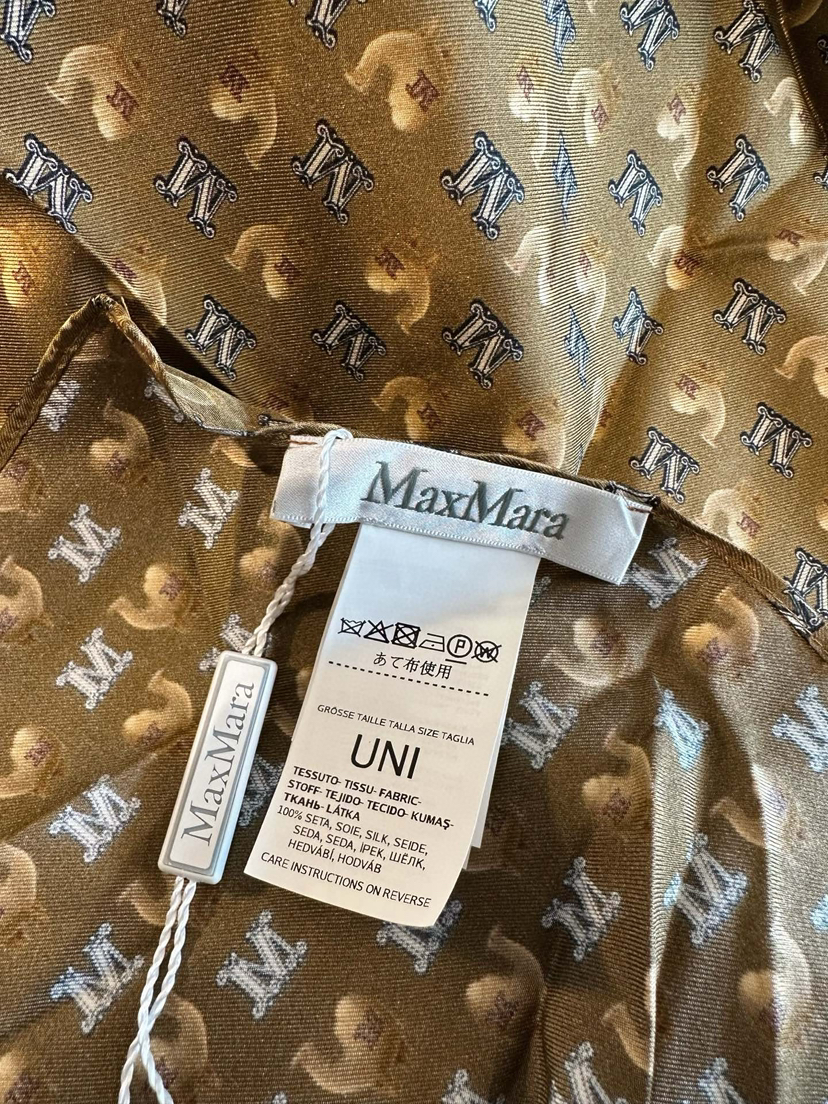 MaxMara
あて布使用
GRÖSSE TAILLE TALLA SIZE TAGLIA
UNI
TESSUTO- TISSU- FABRIC-
STOFF- TEJIDO- TECIDO- KUMAŞ-
ТКАНЬ- LÁTKA
100% SETA, SOIE, SILK, SEIDE,
SEDA, SEDA, İPEK, ШЁЛК,
HEDVÁBÍ, HODVÁB
CARE INSTRUCTIONS ON REVERSE
MaxMara